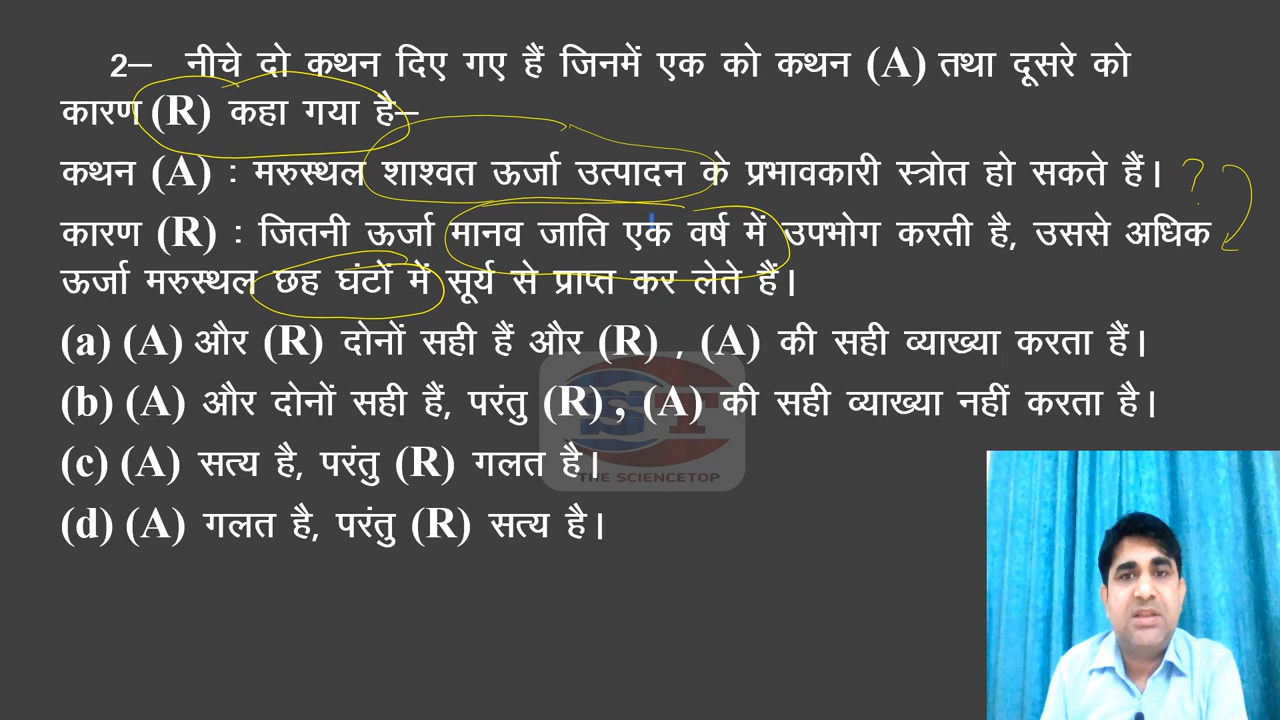 2– नीचे दो कथन दिए गए हैं जिनमें एक को कथन (A) तथा दूसरे को
कारण (R) कहा गया है–
कथन (A) : मरुस्थल शाश्वत ऊर्जा उत्पादन के प्रभावकारी स्त्रोत हो सकते हैं। ?
कारण (R) : जितनी ऊर्जा मानव जाति एक वर्ष में उपभोग करती है, उससे अधिक
ऊर्जा मरुस्थल छह घंटों में सूर्य से प्राप्त कर लेते हैं।
(a) (A) और (R) दोनों सही हैं और (R) , (A) की सही व्याख्या करता हैं।
(b) (A) और दोनों सही हैं, परंतु (R) , (A) की सही व्याख्या नहीं करता है।
(c) (A) सत्य है, परंतु (R) गलत है।
ST
THE SCIENCETOP
(d) (A) गलत है, परंतु (R) सत्य है।